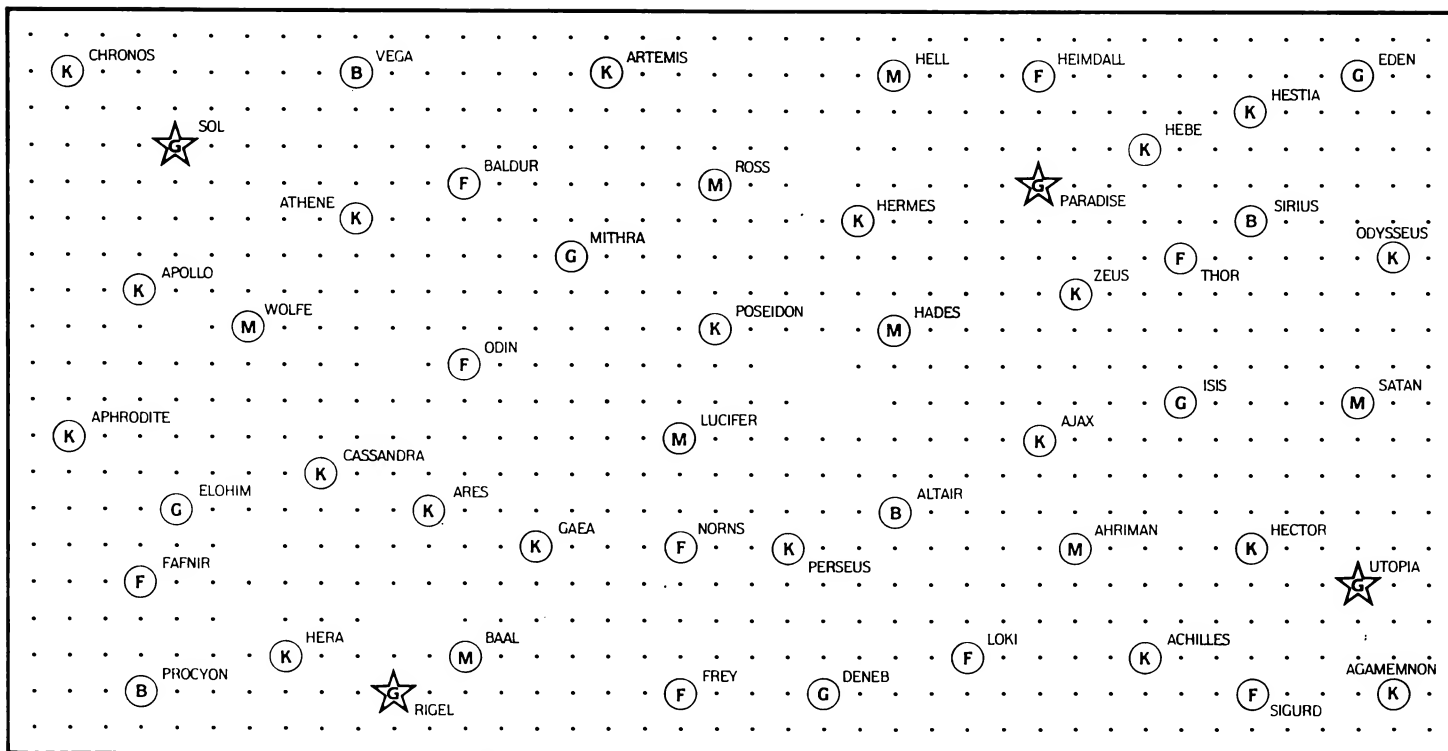 CHRONOS
K
VEGA
B
ARTEMIS
K
HELL
M
HEIMDALL
F
EDEN
G
HESTIA
K
SOL
G
HEBE
K
BALDUR
F
ROSS
M
PARADISE
G
ATHENE
K
HERMES
K
SIRIUS
B
MITHRA
G
THOR
F
ODYSSEUS
K
APOLLO
K
ZEUS
K
WOLFE
M
POSEIDON
K
HADES
M
ODIN
F
ISIS
G
SATAN
M
APHRODITE
K
LUCIFER
M
AJAX
K
CASSANDRA
K
ELOHIM
G
ARES
K
ALTAIR
B
GAEA
K
NORNS
F
PERSEUS
K
AHRIMAN
M
HECTOR
K
FAFNIR
F
UTOPIA
G
HERA
K
BAAL
M
LOKI
F
ACHILLES
K
PROCYON
B
RIGEL
G
FREY
F
DENEB
G
SIGURD
F
AGAMEMNON
K